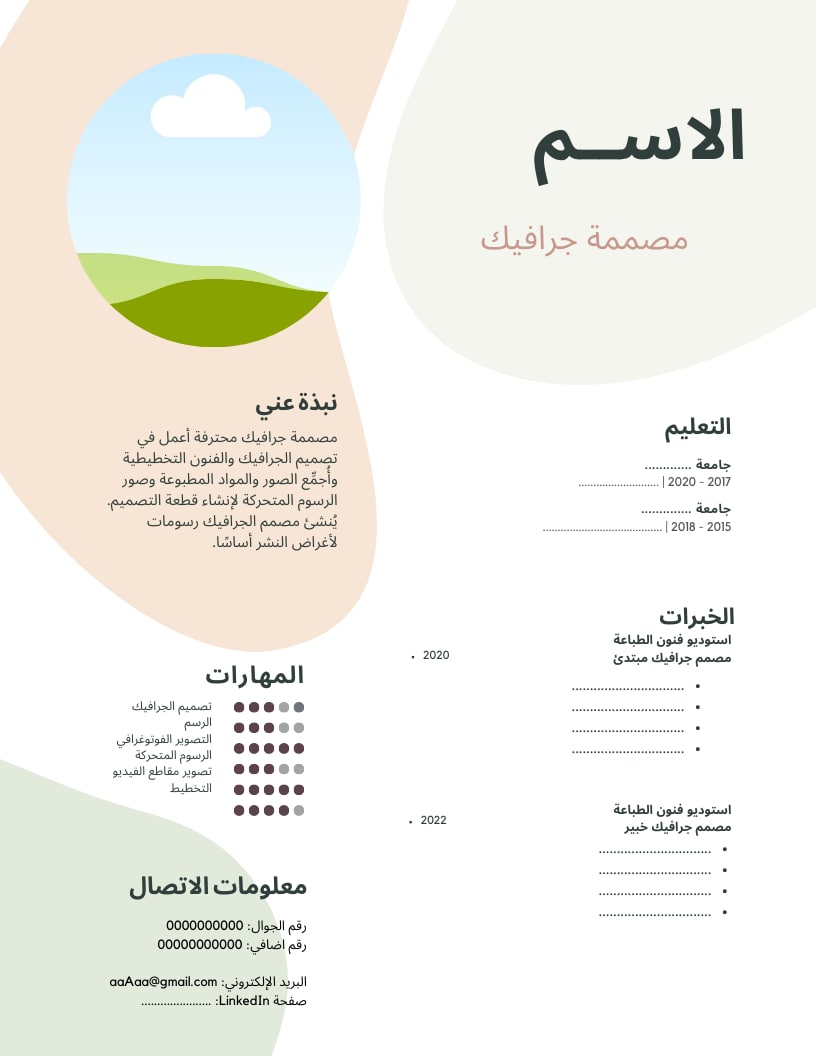 الاســم
مصممة جرافيك
نبذة عني
مصممة جرافيك محترفة أعمل في
تصميم الجرافيك والفنون التخطيطية
وأُجمِّع الصور والمواد المطبوعة وصور
الرسوم المتحركة لإنشاء قطعة التصميم.
يُنشئ مصمم الجرافيك رسومات
لأغراض النشر أساسًا.
التعليم
جامعة .............
2017 - 2020 | ...........................
جامعة .............
2015 - 2018 | ........................................
الخبرات
استوديو فنون الطباعة
مصمم جرافيك مبتدئ
• 2020
• ...............................
• ...............................
• ...............................
• ...............................
استوديو فنون الطباعة
مصمم جرافيك خبير
• 2022
• ...............................
• ...............................
• ...............................
• ...............................
المهارات
تصميم الجرافيك
الرسم
التصوير الفوتوغرافي
الرسوم المتحركة
تصوير مقاطع الفيديو
التخطيط
معلومات الاتصال
رقم الجوال: 0000000000
رقم اضافي: 00000000000
البريد الإلكتروني: aaAaa@gmail.com
صفحة LinkedIn: ......................